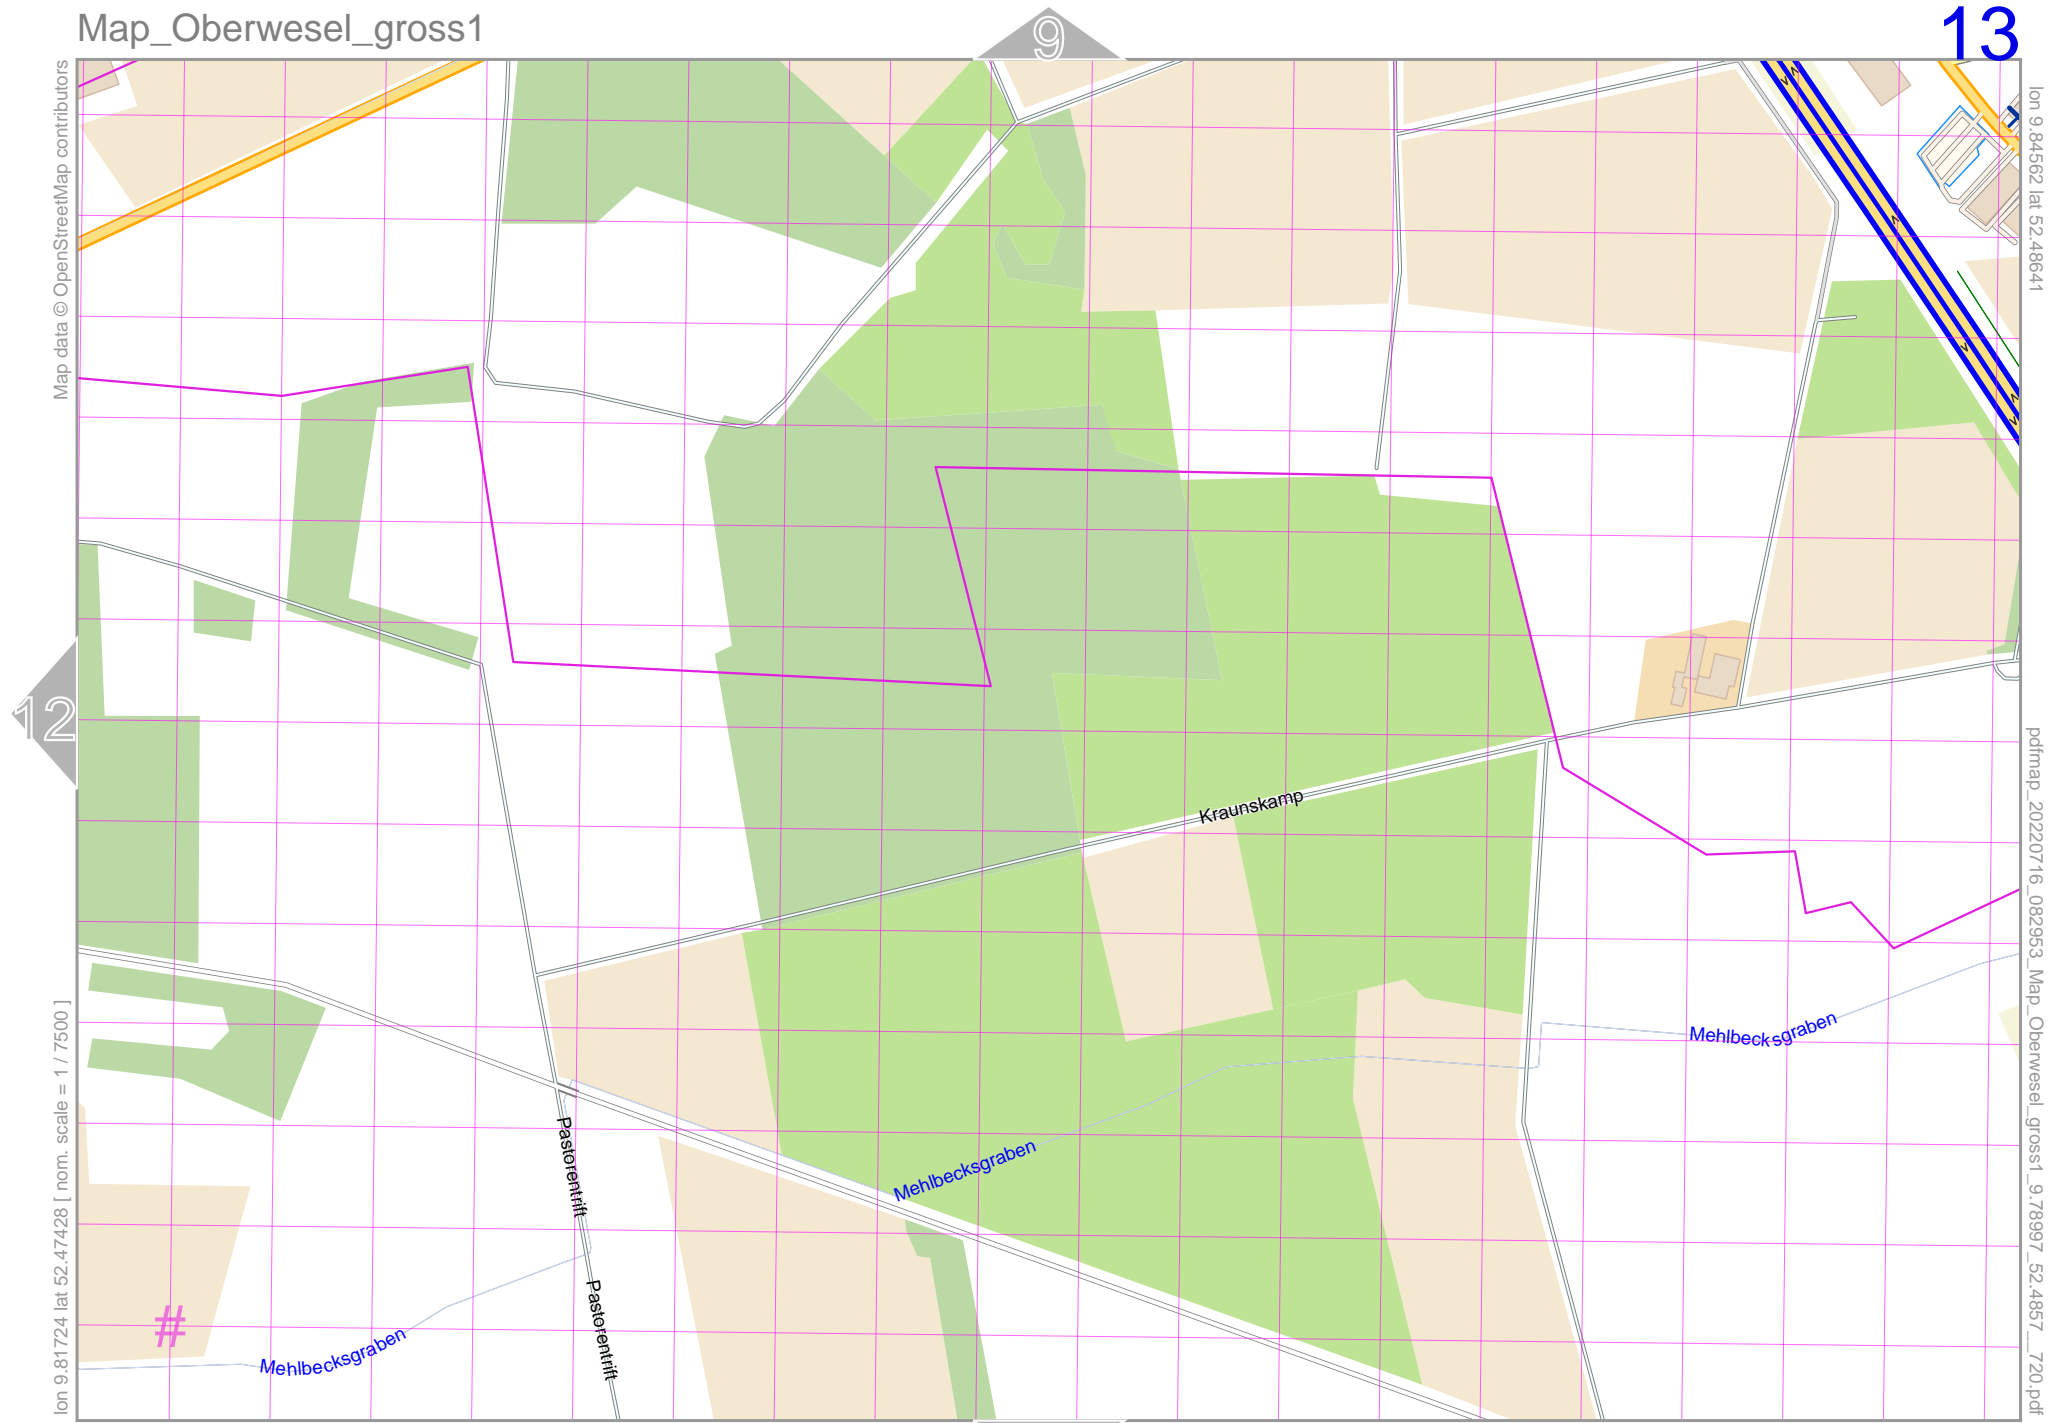 Map_Oberwesel_gross1
9
13
Map data © OpenStreetMap contributors
lon 9.84562 lat 52.48641
12
Kraunskamp
pdfmap_20220716_082953_Map_Oberwesel_gross1_9.78997_52.4857__720.pdf
lon 9.81724 lat 52.47428 [ nom. scale = 1 / 7500 ]
Mehlbecksgraben
Pastorentrift
Mehlbecksgraben
Pastorentrift
#
Mehlbecksgraben